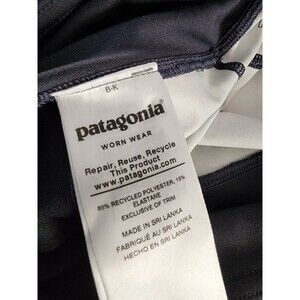 B-K
patagonia
WORN WEAR
Repair, Reuse, Recycle
This Product
www.patagonia.com
85% RECYCLED POLYESTER, 15%
ELASTANE
EXCLUSIVE OF TRIM
MADE IN SRI LANKA
FABRIQUÉ AU SRI LANKA
HECHO EN SRI LANKA